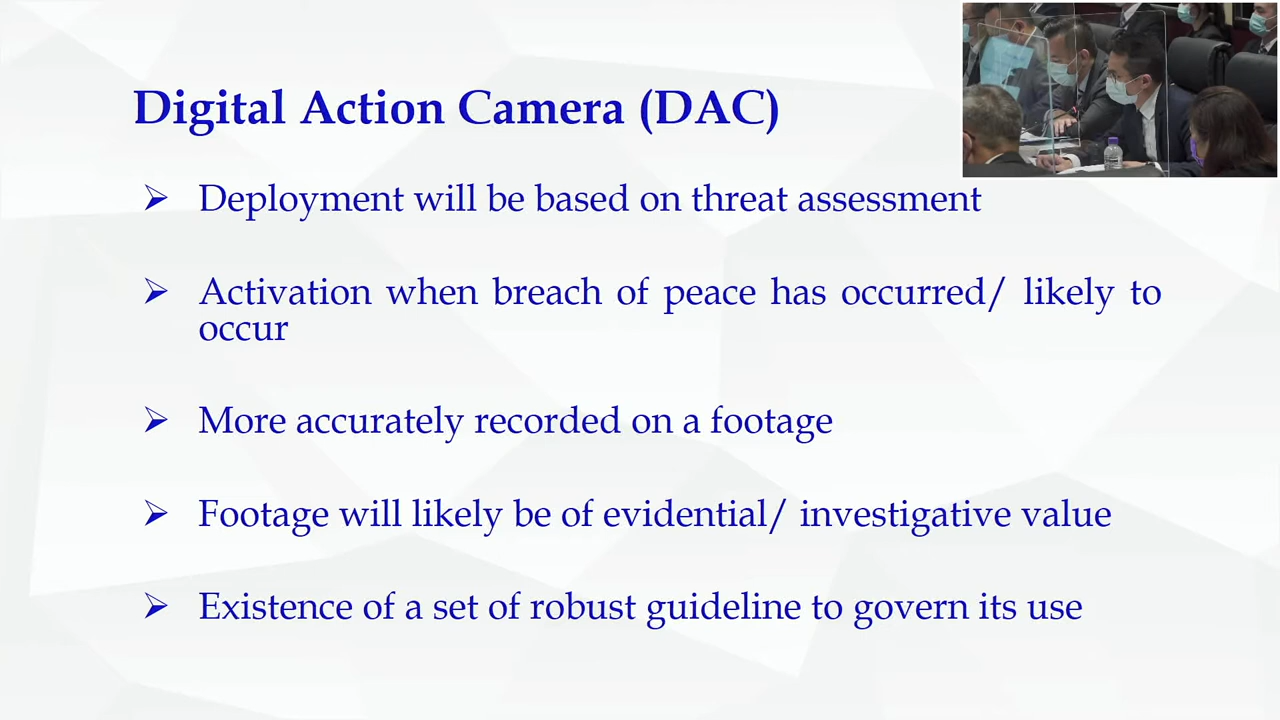 Digital Action Camera (DAC)
Deployment will be based on threat assessment
Activation when breach of peace has occurred/ likely to
occur
More accurately recorded on a footage
Footage will likely be of evidential/ investigative value
Existence of a set of robust guideline to govern its use